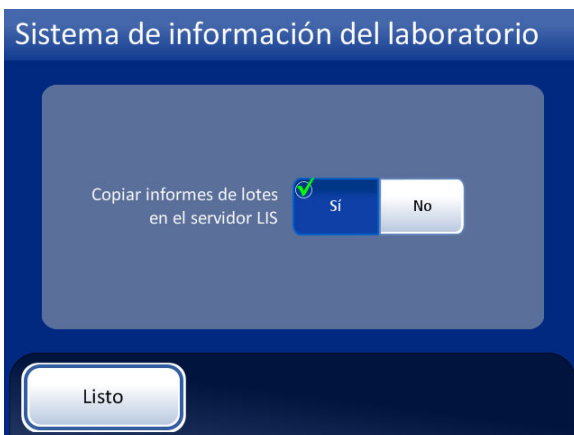 Sistema de información del laboratorio
Copiar informes de lotes
en el servidor LIS
Sí
No
Listo